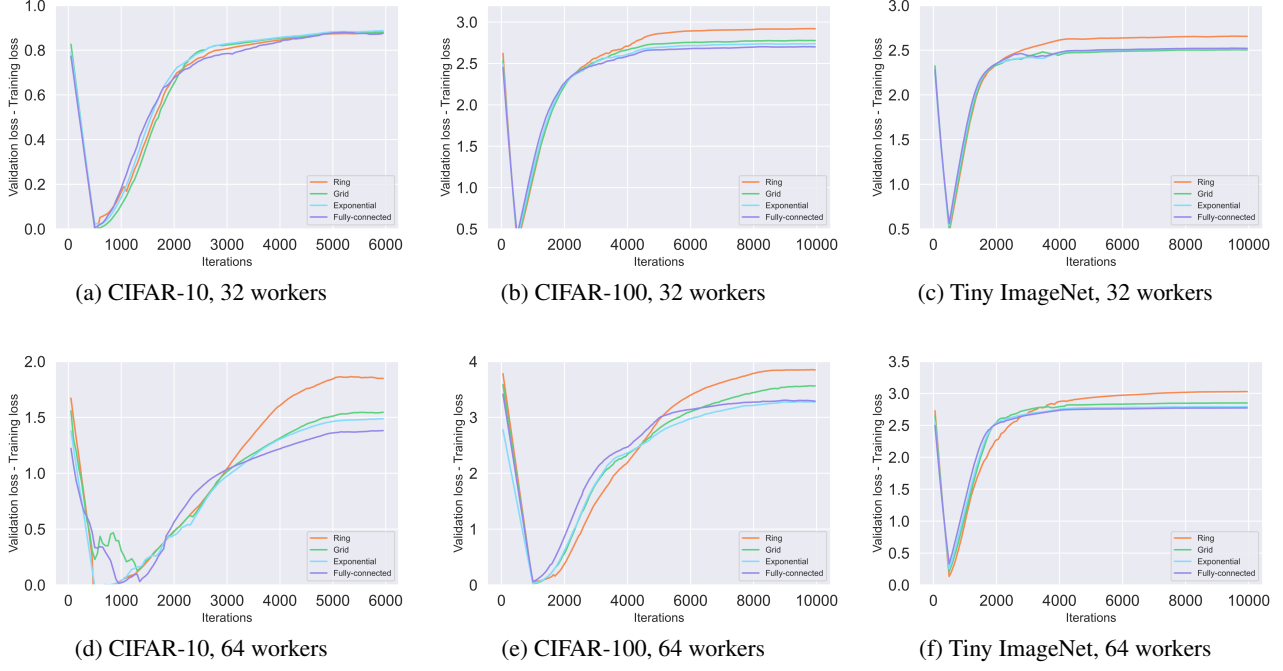 1.0
0.8
0.6
0.4
0.2
0.0
Validation loss - Training loss
0 1000 2000 3000 4000 5000 6000
Iterations
Ring
Grid
Exponential
Fully-connected
(a) CIFAR-10, 32 workers
3.0
2.5
2.0
1.5
1.0
0.5
Validation loss - Training loss
0 2000 4000 6000 8000 10000
Iterations
Ring
Grid
Exponential
Fully-connected
(b) CIFAR-100, 32 workers
3.0
2.5
2.0
1.5
1.0
0.5
Validation loss - Training loss
0 2000 4000 6000 8000 10000
Iterations
Ring
Grid
Exponential
Fully-connected
(c) Tiny ImageNet, 32 workers
2.0
1.5
1.0
0.5
0.0
Validation loss - Training loss
0 1000 2000 3000 4000 5000 6000
Iterations
Ring
Grid
Exponential
Fully-connected
(d) CIFAR-10, 64 workers
4
3
2
1
0
Validation loss - Training loss
0 2000 4000 6000 8000 10000
Iterations
Ring
Grid
Exponential
Fully-connected
(e) CIFAR-100, 64 workers
3.5
3.0
2.5
2.0
1.5
1.0
0.5
0.0
Validation loss - Training loss
0 2000 4000 6000 8000 10000
Iterations
Ring
Grid
Exponential
Fully-connected
(f) Tiny ImageNet, 64 workers